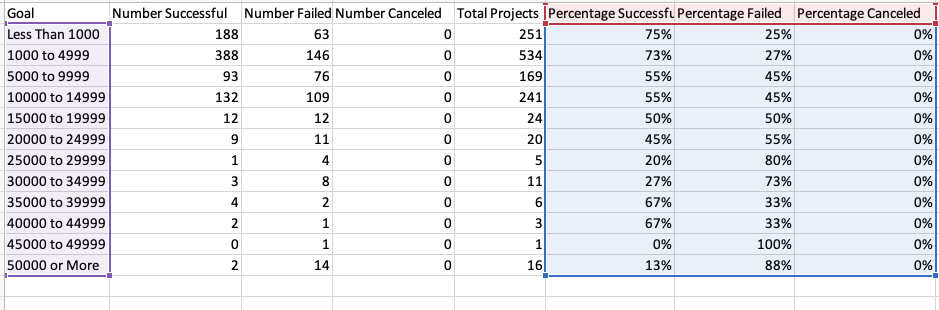 Goal Number Successful Number Failed Number Canceled Total Projects Percentage Successfu Percentage Failed Percentage Canceled
Less Than 1000 188 63 0 251 75% 25% 0%
1000 to 4999 388 146 0 534 73% 27% 0%
5000 to 9999 93 76 0 169 55% 45% 0%
10000 to 14999 132 109 0 241 55% 45% 0%
15000 to 19999 12 12 0 24 50% 50% 0%
20000 to 24999 9 11 0 20 45% 55% 0%
25000 to 29999 1 4 0 5 20% 80% 0%
30000 to 34999 3 8 0 11 27% 73% 0%
35000 to 39999 4 2 0 6 67% 33% 0%
40000 to 44999 2 1 0 3 67% 33% 0%
45000 to 49999 0 1 0 1 0% 100% 0%
50000 or More 2 14 0 16 13% 88% 0%